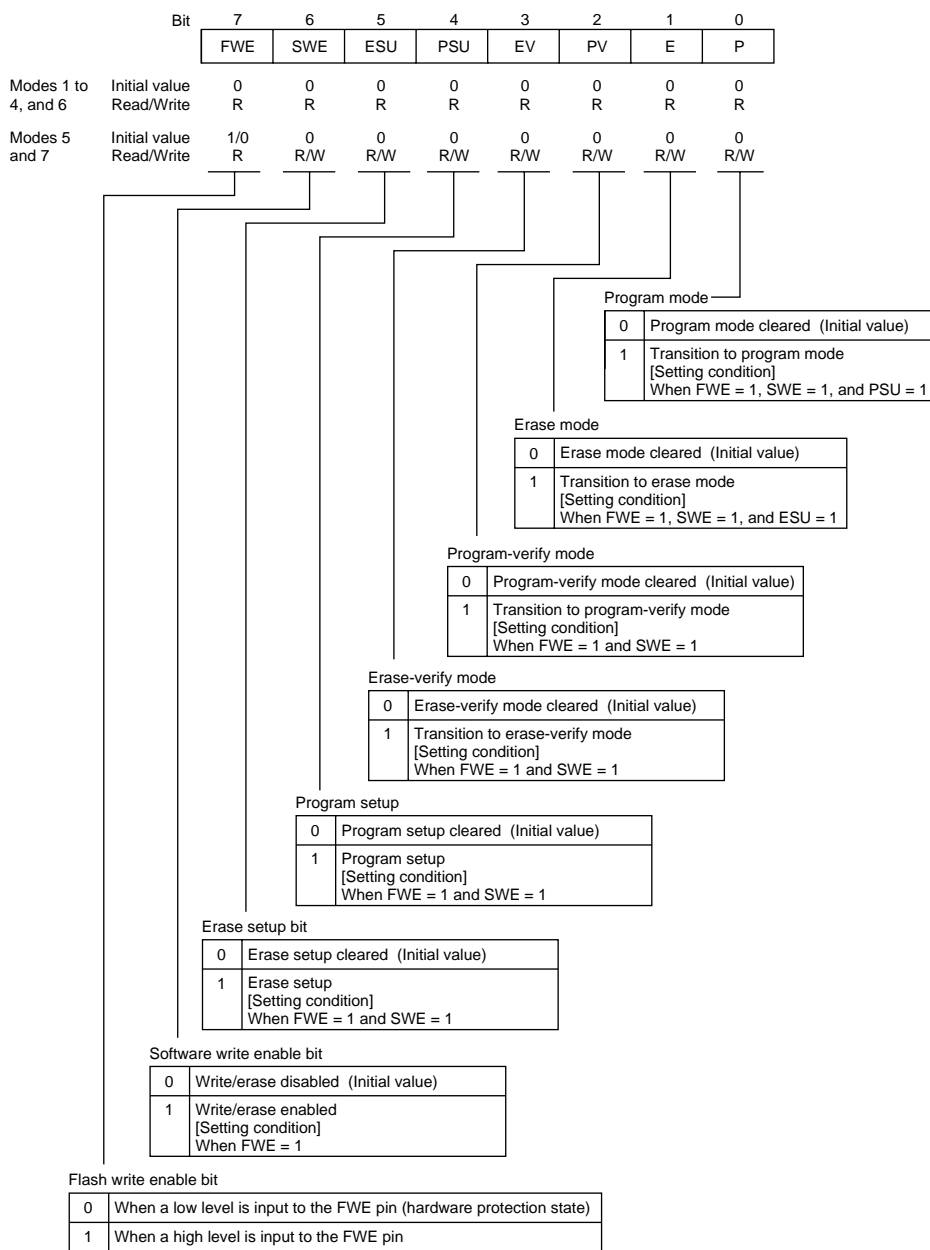 Bit 7 6 5 4 3 2 1 0
FWE SWE ESU PSU EV PV E P
Modes 1 to Initial value 0 0 0 0 0 0 0 0
4, and 6 Read/Write R R R R R R R R
Modes 5 Initial value 1/0 0 0 0 0 0 0 0
and 7 Read/Write R R/W R/W R/W R/W R/W R/W R/W
Program mode
0 Program mode cleared (Initial value)
1 Transition to program mode
[Setting condition]
When FWE = 1, SWE = 1, and PSU = 1
Erase mode
0 Erase mode cleared (Initial value)
1 Transition to erase mode
[Setting condition]
When FWE = 1, SWE = 1, and ESU = 1
Program-verify mode
0 Program-verify mode cleared (Initial value)
1 Transition to program-verify mode
[Setting condition]
When FWE = 1 and SWE = 1
Erase-verify mode
0 Erase-verify mode cleared (Initial value)
1 Transition to erase-verify mode
[Setting condition]
When FWE = 1 and SWE = 1
Program setup
0 Program setup cleared (Initial value)
1 Program setup
[Setting condition]
When FWE = 1 and SWE = 1
Erase setup bit
0 Erase setup cleared (Initial value)
1 Erase setup
[Setting condition]
When FWE = 1 and SWE = 1
Software write enable bit
0 Write/erase disabled (Initial value)
1 Write/erase enabled
[Setting condition]
When FWE = 1
Flash write enable bit
0 When a low level is input to the FWE pin (hardware protection state)
1 When a high level is input to the FWE pin